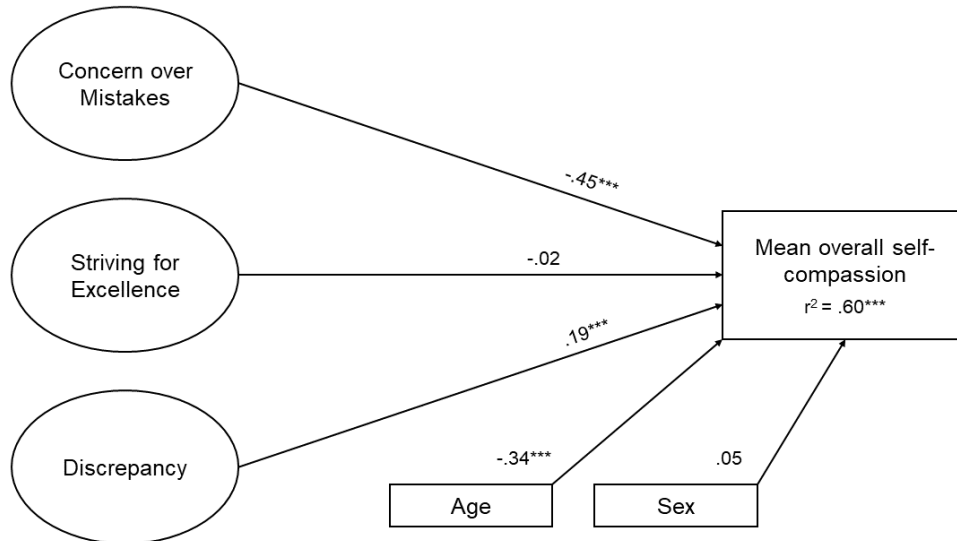 Concern over
Mistakes
-.45***
Striving for
Excellence
-.02
Mean overall self-
compassion
r² = .60***
.19***
Discrepancy
-.34***
.05
Age
Sex